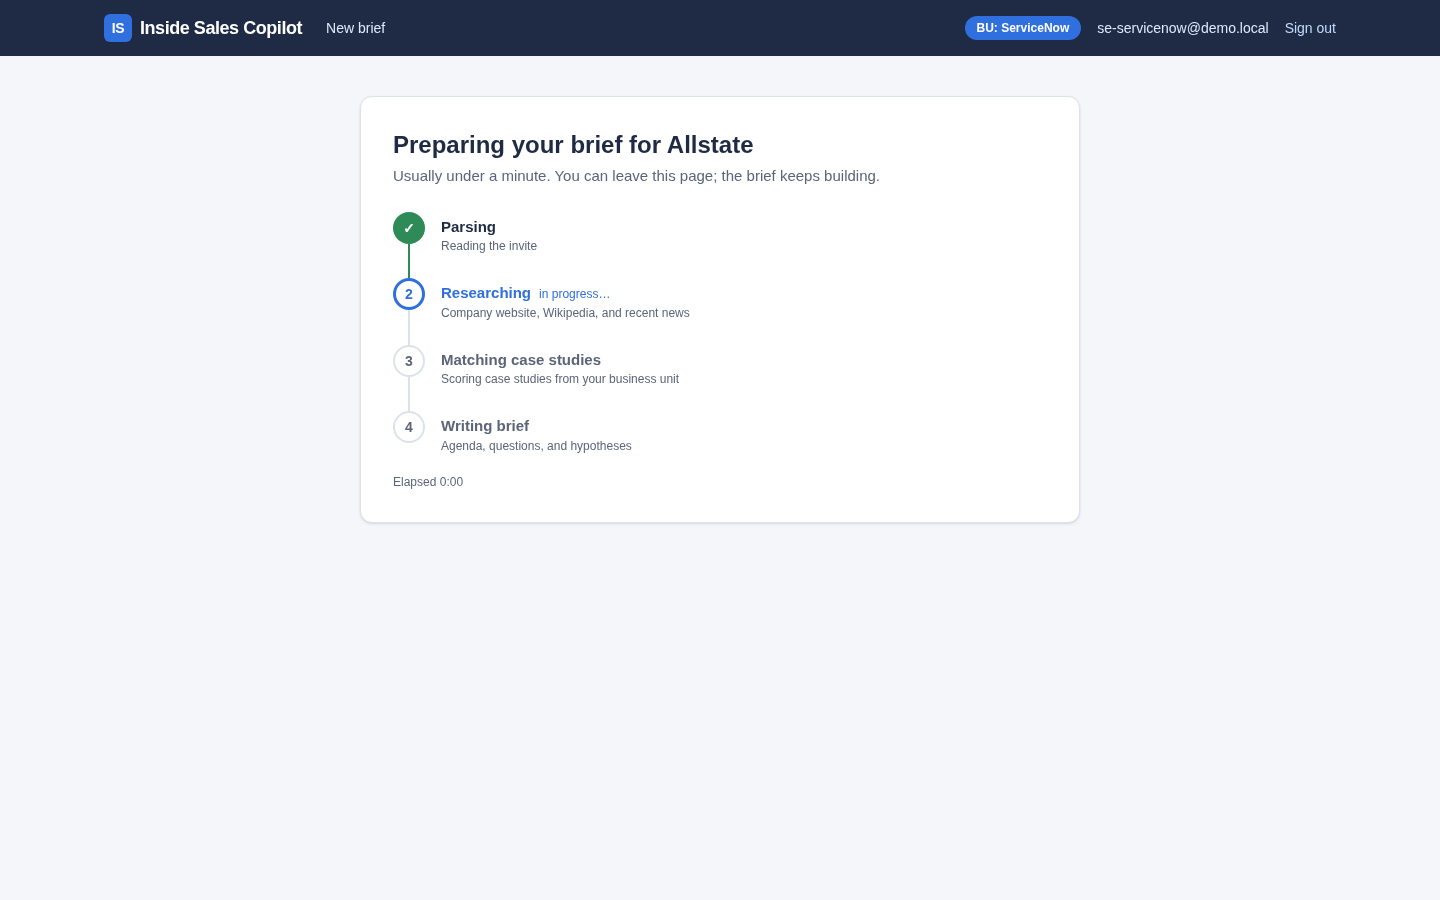 IS Inside Sales Copilot New brief BU: ServiceNow se-servicenow@demo.local Sign out
Preparing your brief for Allstate
Usually under a minute. You can leave this page; the brief keeps building.
✓ Parsing
Reading the invite
2 Researching in progress…
Company website, Wikipedia, and recent news
3 Matching case studies
Scoring case studies from your business unit
4 Writing brief
Agenda, questions, and hypotheses
Elapsed 0:00